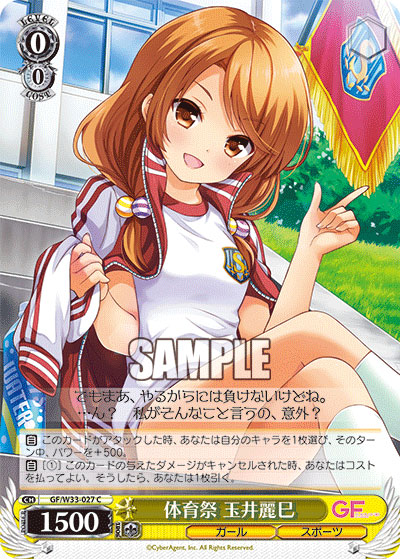 LEVEL
0
0
COST
SAMPLE
でもまあ、やるからには負けないけどね。
…ん？ 私がそんなこと言うの、意外？
自 このカードがアタックした時、あなたは自分のキャラを1枚選び、そのターン中、パワーを＋500。
自 [⑴] このカードの与えたダメージがキャンセルされた時、あなたはコストを払ってよい。そうしたら、あなたは1枚引く。
CH GF/W33-027 C
体育祭 玉井麗巳
GF
1500
ガール
スポーツ
©CyberAgent, Inc. All Rights Reserved.